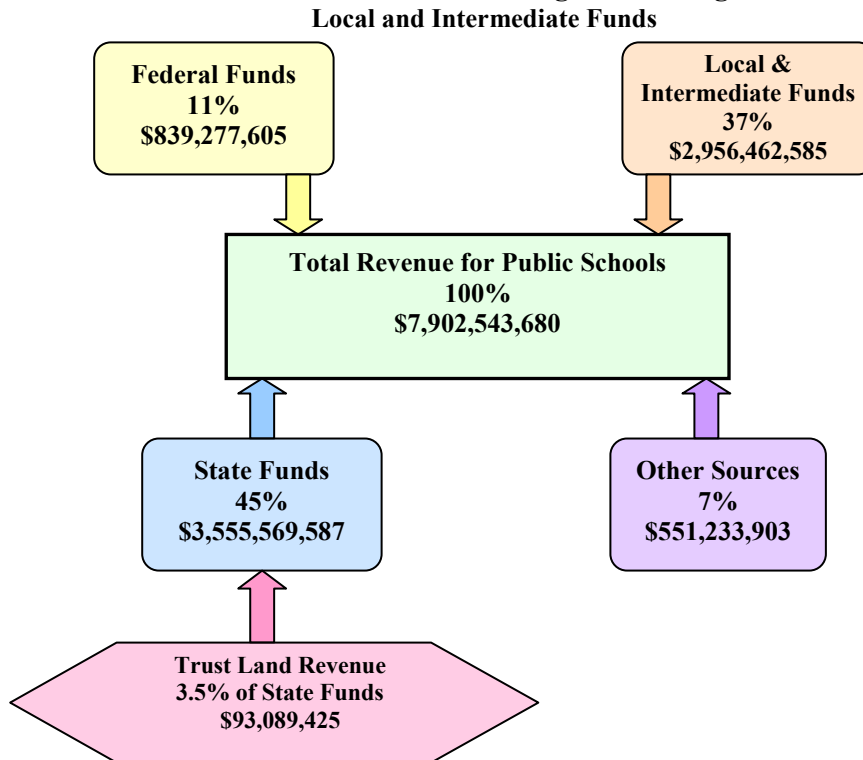 Local and Intermediate Funds
Federal Funds
11%
$839,277,605
Local &
Intermediate Funds
37%
$2,956,462,585
Total Revenue for Public Schools
100%
$7,902,543,680
State Funds
45%
$3,555,569,587
Other Sources
7%
$551,233,903
Trust Land Revenue
3.5% of State Funds
$93,089,425